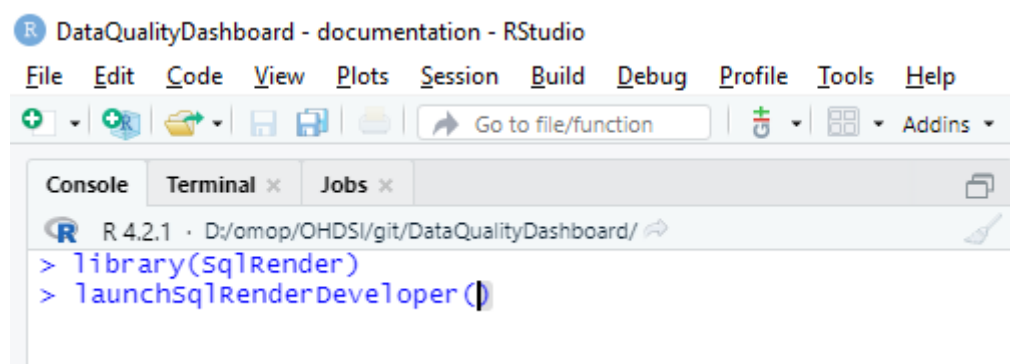 R DataQualityDashboard - documentation - RStudio
File Edit Code View Plots Session Build Debug Profile Tools Help
R Go to file/function Git Addins
Console Terminal × Jobs ×
R R 4.2.1 · D:/omop/OHDSI/git/DataQualityDashboard/
> library(SqlRender)
> launchSqlRenderDeveloper()